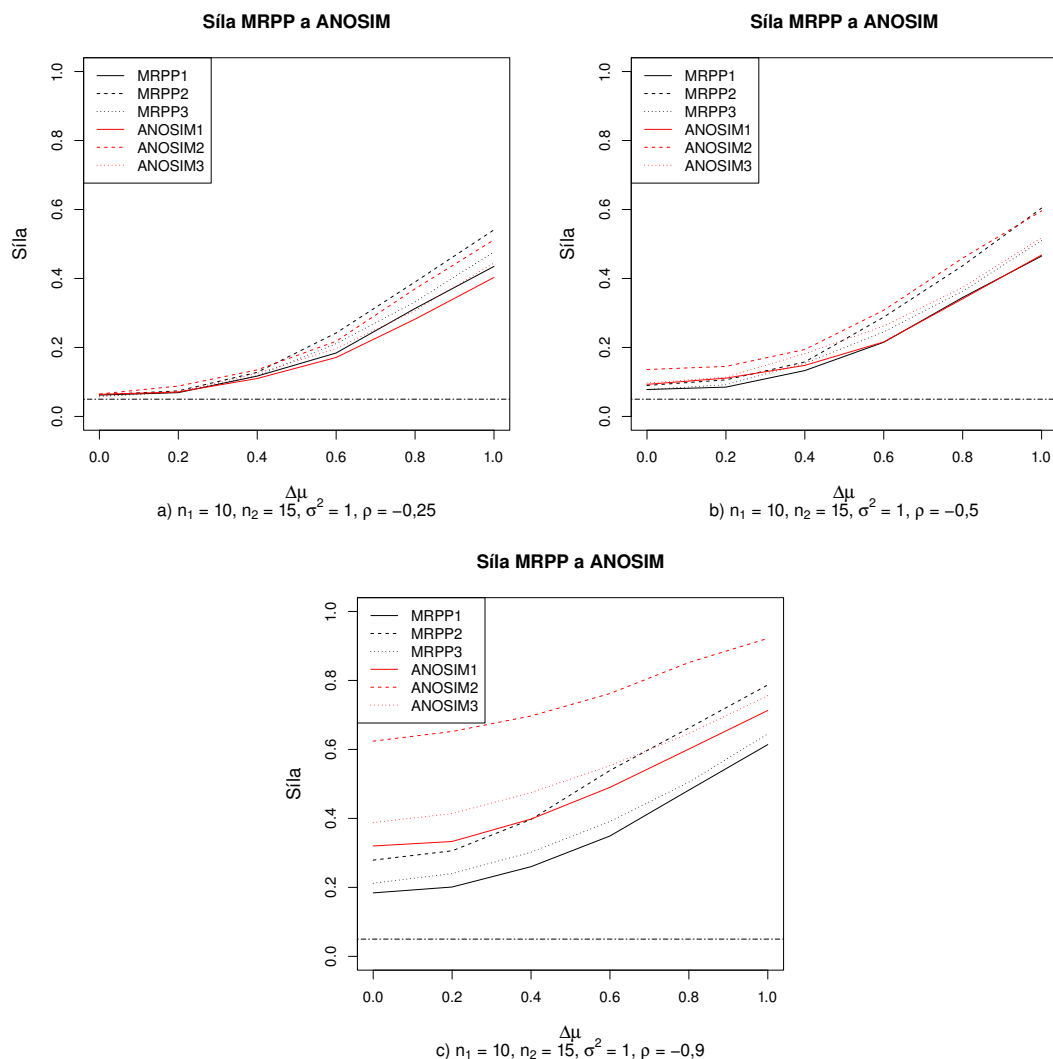 Síla MRPP a ANOSIM
MRPP1
MRPP2
MRPP3
ANOSIM1
ANOSIM2
ANOSIM3
Síla
1.0
0.8
0.6
0.4
0.2
0.0
0.0 0.2 0.4 0.6 0.8 1.0
Δμ
a) n₁ = 10, n₂ = 15, σ² = 1, ρ = −0,25
Síla MRPP a ANOSIM
MRPP1
MRPP2
MRPP3
ANOSIM1
ANOSIM2
ANOSIM3
Síla
1.0
0.8
0.6
0.4
0.2
0.0
0.0 0.2 0.4 0.6 0.8 1.0
Δμ
b) n₁ = 10, n₂ = 15, σ² = 1, ρ = −0,5
Síla MRPP a ANOSIM
MRPP1
MRPP2
MRPP3
ANOSIM1
ANOSIM2
ANOSIM3
Síla
1.0
0.8
0.6
0.4
0.2
0.0
0.0 0.2 0.4 0.6 0.8 1.0
Δμ
c) n₁ = 10, n₂ = 15, σ² = 1, ρ = −0,9